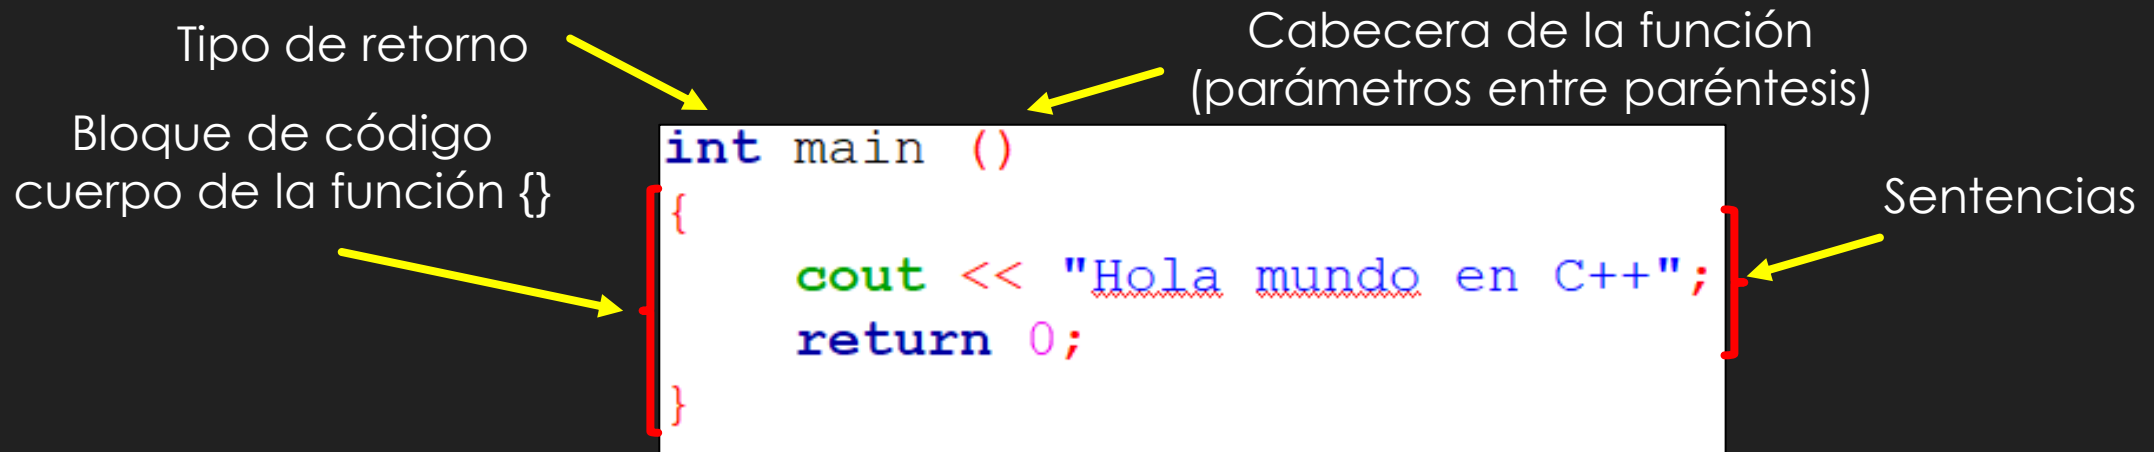 Tipo de retorno
Cabecera de la función
(parámetros entre paréntesis)
Bloque de código
cuerpo de la función {}
int main ()
{
cout << "Hola mundo en C++";
return 0;
}
Sentencias